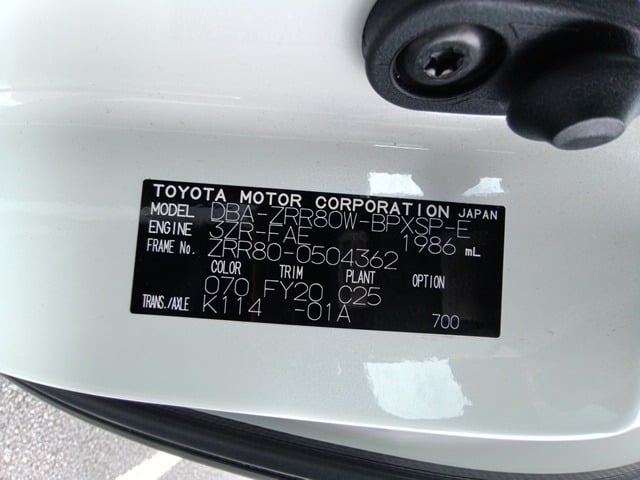 TOYOTA MOTOR CORPORATION JAPAN
MODEL DBA-ZRR80W-BPXSP-E
ENGINE 3ZR-FAE 1986 mL
FRAME No. ZRR80-0504362
COLOR TRIM PLANT OPTION
070 FY20 C25
TRANS./AXLE K114 -01A 700